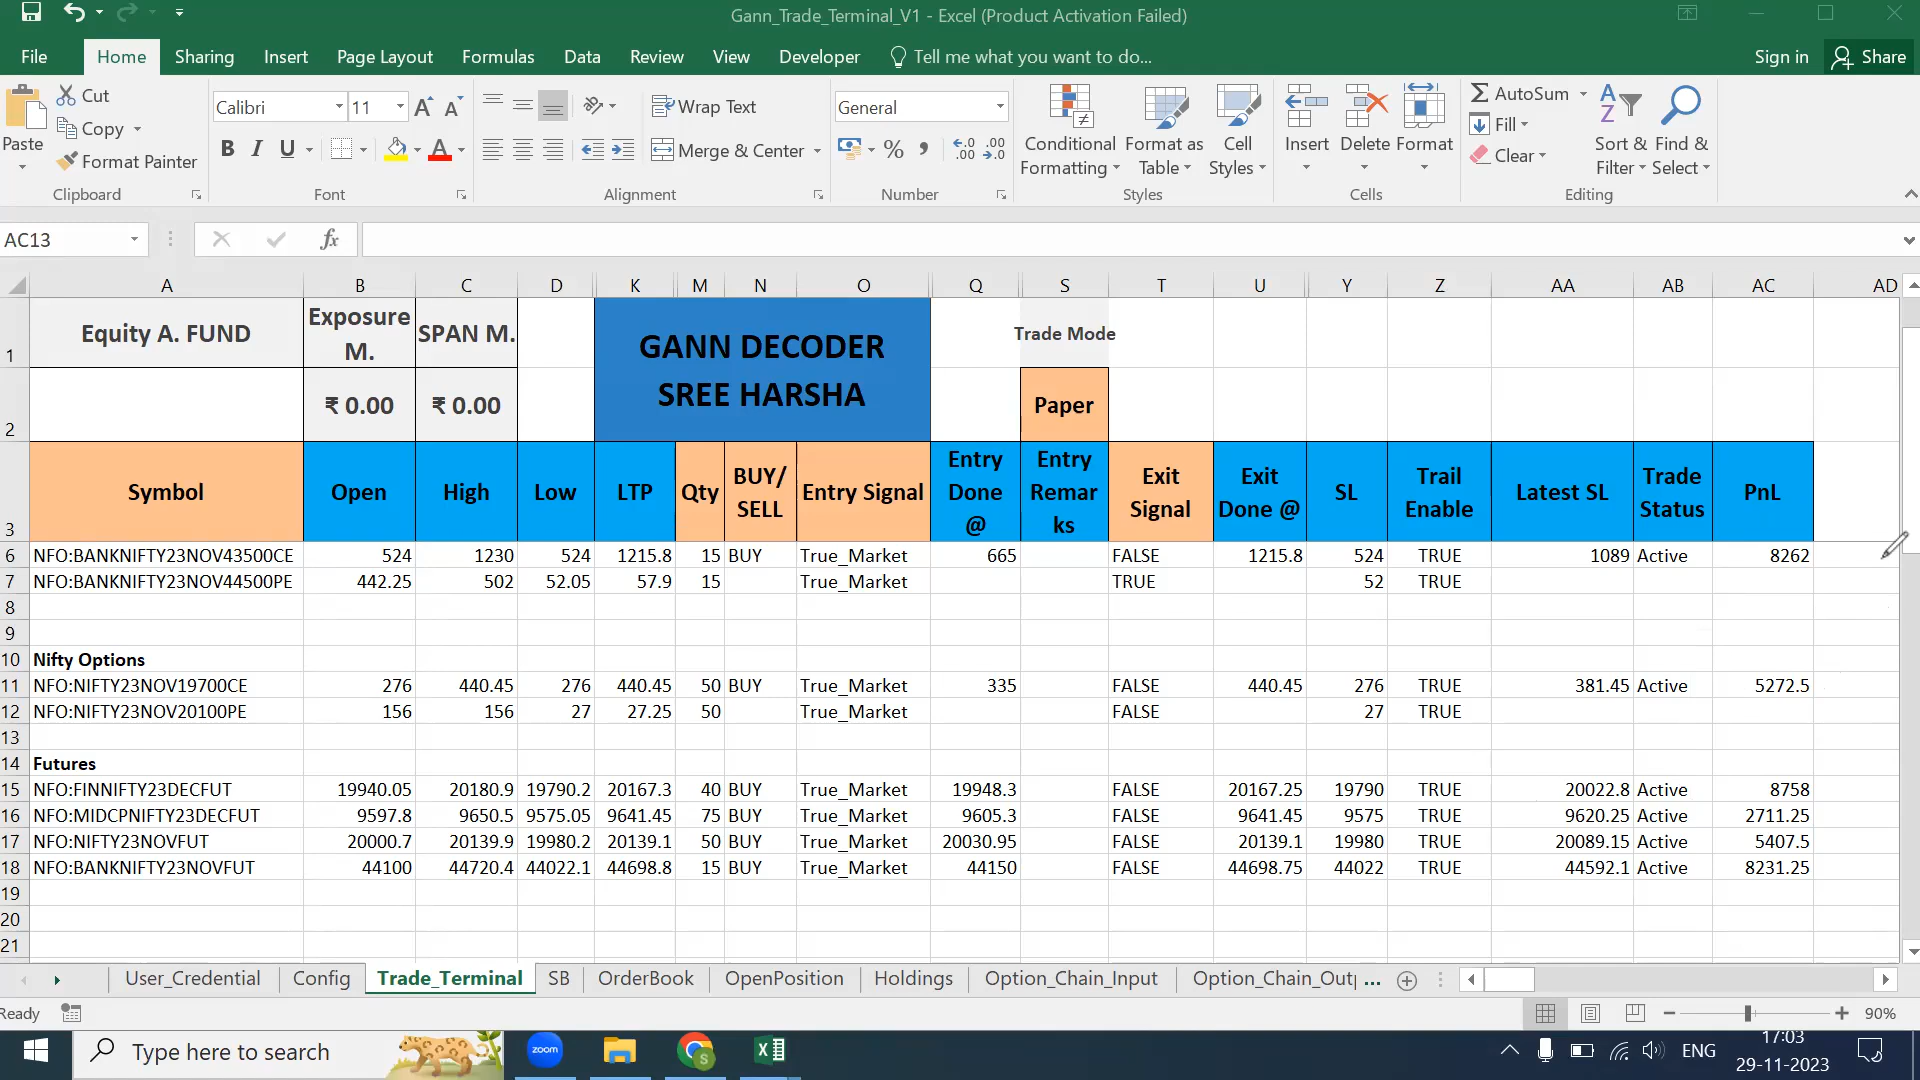 Gann_Trade_Terminal_V1 - Excel (Product Activation Failed)
File Home Sharing Insert Page Layout Formulas Data Review View Developer Tell me what you want to do... Sign in Share
Paste
Cut
Copy
Format Painter
Clipboard
Calibri 11
B I U
Font
Wrap Text
Merge & Center
Alignment
General
%
Number
Conditional Formatting
Format as Table
Cell Styles
Styles
Insert Delete Format
Cells
AutoSum
Fill
Clear
Sort & Filter
Find & Select
Editing
AC13 fx
A B C D K M N O Q S T U Y Z AA AB AC AD
1 Equity A. FUND Exposure M. SPAN M. GANN DECODER Trade Mode
2 ₹ 0.00 ₹ 0.00 SREE HARSHA Paper
3 Symbol Open High Low LTP Qty BUY/ SELL Entry Signal Entry Done @ Entry Remarks Exit Signal Exit Done @ SL Trail Enable Latest SL Trade Status PnL
6 NFO:BANKNIFTY23NOV43500CE 524 1230 524 1215.8 15 BUY True_Market 665 FALSE 1215.8 524 TRUE 1089 Active 8262
7 NFO:BANKNIFTY23NOV44500PE 442.25 502 52.05 57.9 15 True_Market TRUE 52 TRUE
8
9
10 Nifty Options
11 NFO:NIFTY23NOV19700CE 276 440.45 276 440.45 50 BUY True_Market 335 FALSE 440.45 276 TRUE 381.45 Active 5272.5
12 NFO:NIFTY23NOV20100PE 156 156 27 27.25 50 True_Market FALSE 27 TRUE
13
14 Futures
15 NFO:FINNIFTY23DECFUT 19940.05 20180.9 19790.2 20167.3 40 BUY True_Market 19948.3 FALSE 20167.25 19790 TRUE 20022.8 Active 8758
16 NFO:MIDCPNIFTY23DECFUT 9597.8 9650.5 9575.05 9641.45 75 BUY True_Market 9605.3 FALSE 9641.45 9575 TRUE 9620.25 Active 2711.25
17 NFO:NIFTY23NOVFUT 20000.7 20139.9 19980.2 20139.1 50 BUY True_Market 20030.95 FALSE 20139.1 19980 TRUE 20089.15 Active 5407.5
18 NFO:BANKNIFTY23NOVFUT 44100 44720.4 44022.1 44698.8 15 BUY True_Market 44150 FALSE 44698.75 44022 TRUE 44592.1 Active 8231.25
19
20
21
User_Credential Config Trade_Terminal SB OrderBook OpenPosition Holdings Option_Chain_Input Option_Chain_Outp ...
Ready 90%
Type here to search zoom ENG 17:03
29-11-2023